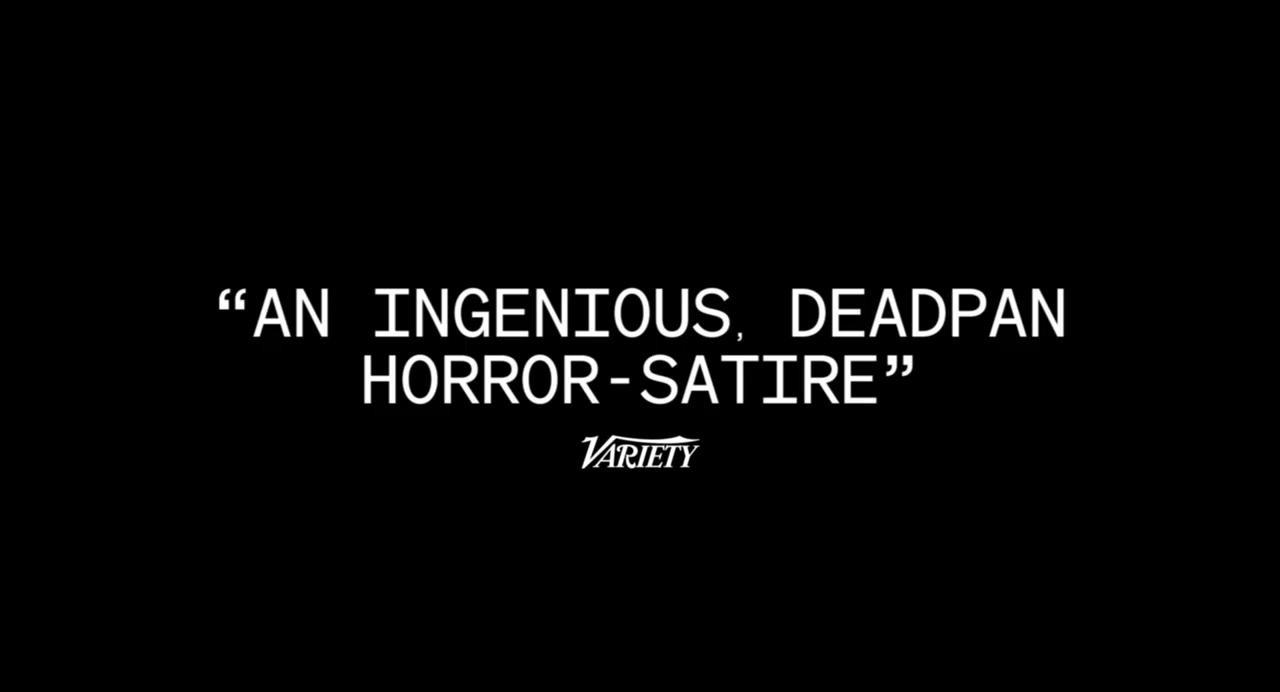 “AN INGENIOUS, DEADPAN
HORROR-SATIRE”
VARIETY